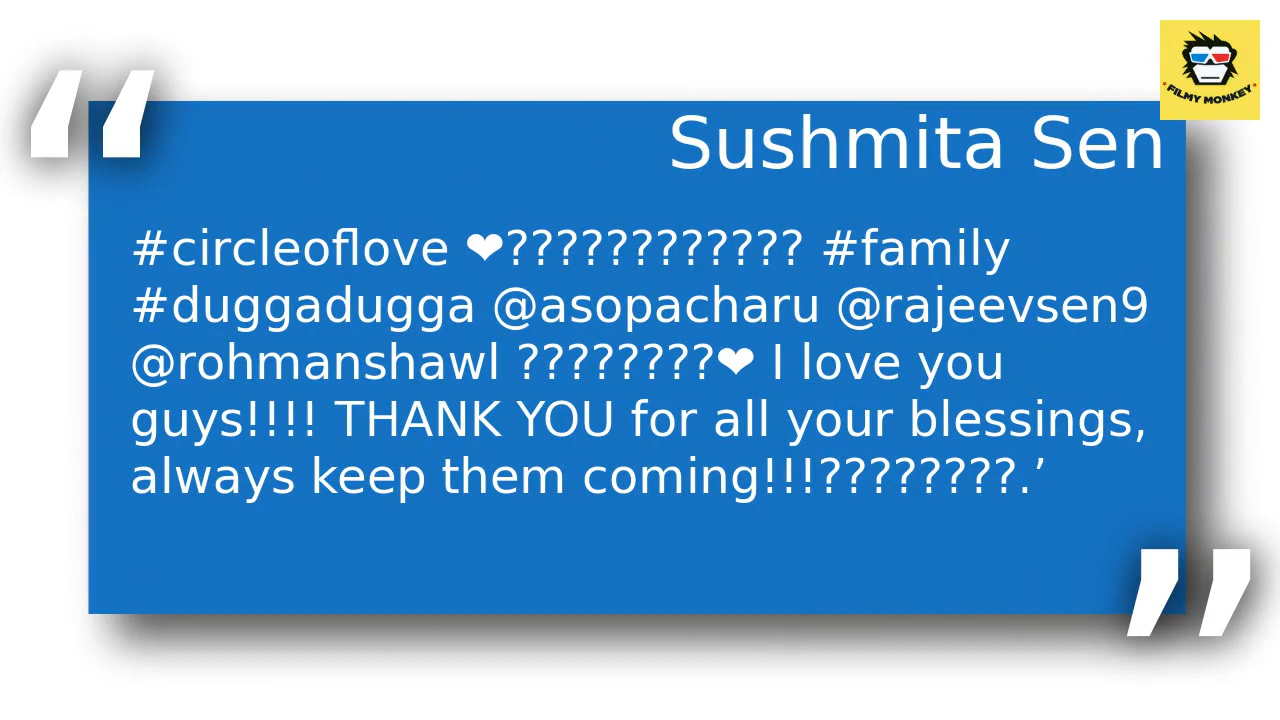 FILMY MONKEY
“
Sushmita Sen
#circleoflove ❤???????????? #family
#duggadugga @asopacharu @rajeevsen9
@rohmanshawl ????????❤ I love you
guys!!!! THANK YOU for all your blessings,
always keep them coming!!!????????.’
”